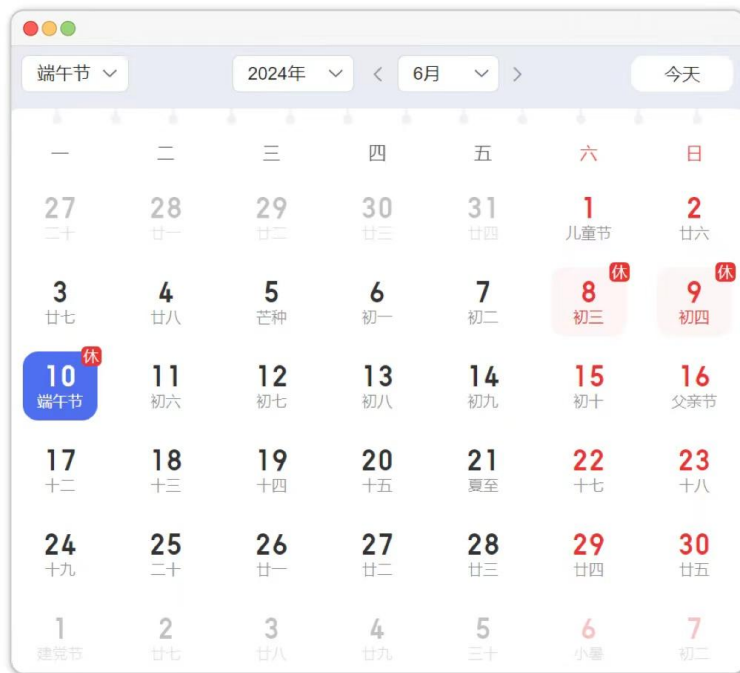 端午节 2024年 6月 今天
一 二 三 四 五 六 日
27 28 29 30 31 1 2
二十 廿一 廿二 廿三 廿四 儿童节 廿六
休 休
3 4 5 6 7 8 9
廿七 廿八 芒种 初一 初二 初三 初四
休
10 11 12 13 14 15 16
端午节 初六 初七 初八 初九 初十 父亲节
17 18 19 20 21 22 23
十二 十三 十四 十五 夏至 十七 十八
24 25 26 27 28 29 30
十九 二十 廿一 廿二 廿三 廿四 廿五
1 2 3 4 5 6 7
建党节 廿七 廿八 廿九 三十 小暑 初二